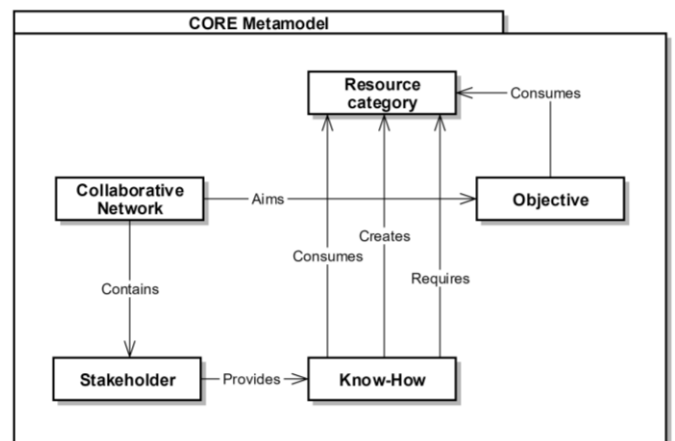 CORE Metamodel
Resource
category
Consumes
Collaborative
Network
Aims
Objective
Creates
Consumes
Requires
Contains
Stakeholder
Provides
Know-How